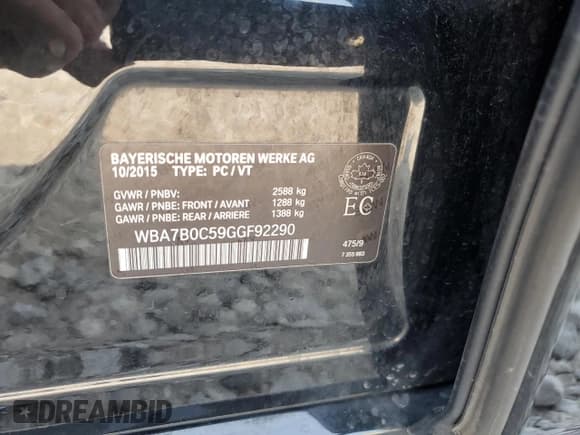 BAYERISCHE MOTOREN WERKE AG
10/2015 TYPE: PC / VT
GVWR / PNBV: 2588 kg
GAWR / PNBE: FRONT / AVANT 1288 kg
GAWR / PNBE: REAR / ARRIERE 1388 kg
WBA7B0C59GGF92290
CANADA
EC
475/9
DREAMBID